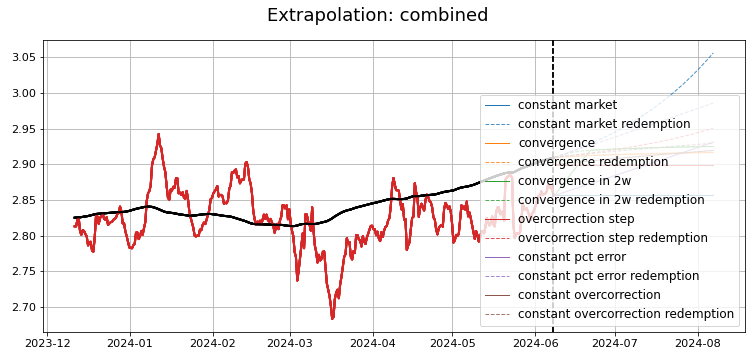 Extrapolation: combined
3.05
3.00
2.95
2.90
2.85
2.80
2.75
2.70
2023-12
2024-01
2024-02
2024-03
2024-04
2024-05
2024-06
2024-07
2024-08
constant market
constant market redemption
convergence
convergence redemption
convergence in 2w
convergence in 2w redemption
overcorrection step
overcorrection step redemption
constant pct error
constant pct error redemption
constant overcorrection
constant overcorrection redemption